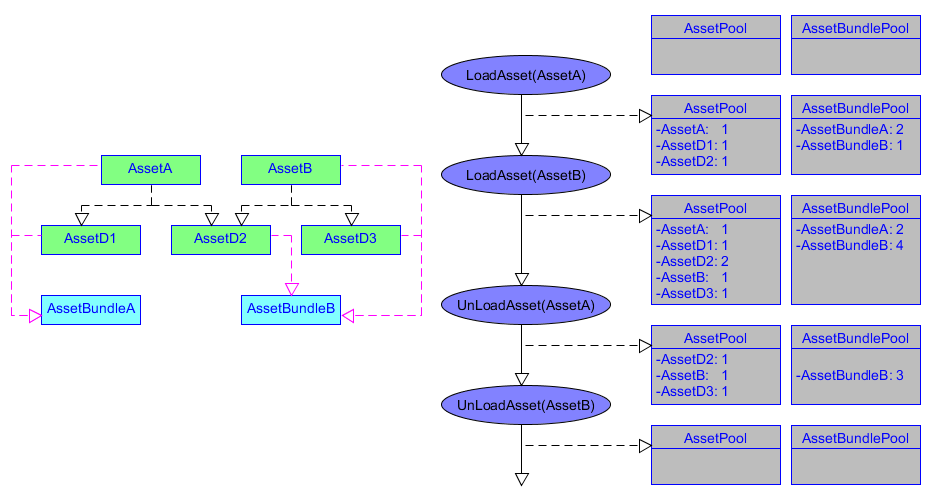 AssetA
AssetB
AssetD1
AssetD2
AssetD3
AssetBundleA
AssetBundleB
LoadAsset(AssetA)
LoadAsset(AssetB)
UnLoadAsset(AssetA)
UnLoadAsset(AssetB)
AssetPool
AssetBundlePool
AssetPool
-AssetA: 1
-AssetD1: 1
-AssetD2: 1
AssetBundlePool
-AssetBundleA: 2
-AssetBundleB: 1
AssetPool
-AssetA: 1
-AssetD1: 1
-AssetD2: 2
-AssetB: 1
-AssetD3: 1
AssetBundlePool
-AssetBundleA: 2
-AssetBundleB: 4
AssetPool
-AssetD2: 1
-AssetB: 1
-AssetD3: 1
AssetBundlePool
-AssetBundleB: 3
AssetPool
AssetBundlePool